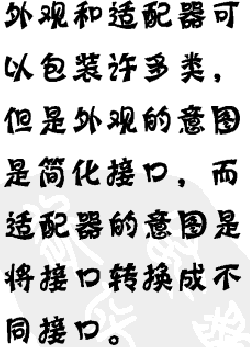 外观和适配器可
以包装许多类，
但是外观的意图
是简化接口，而
适配器的意图是
将接口转换成不
同接口。